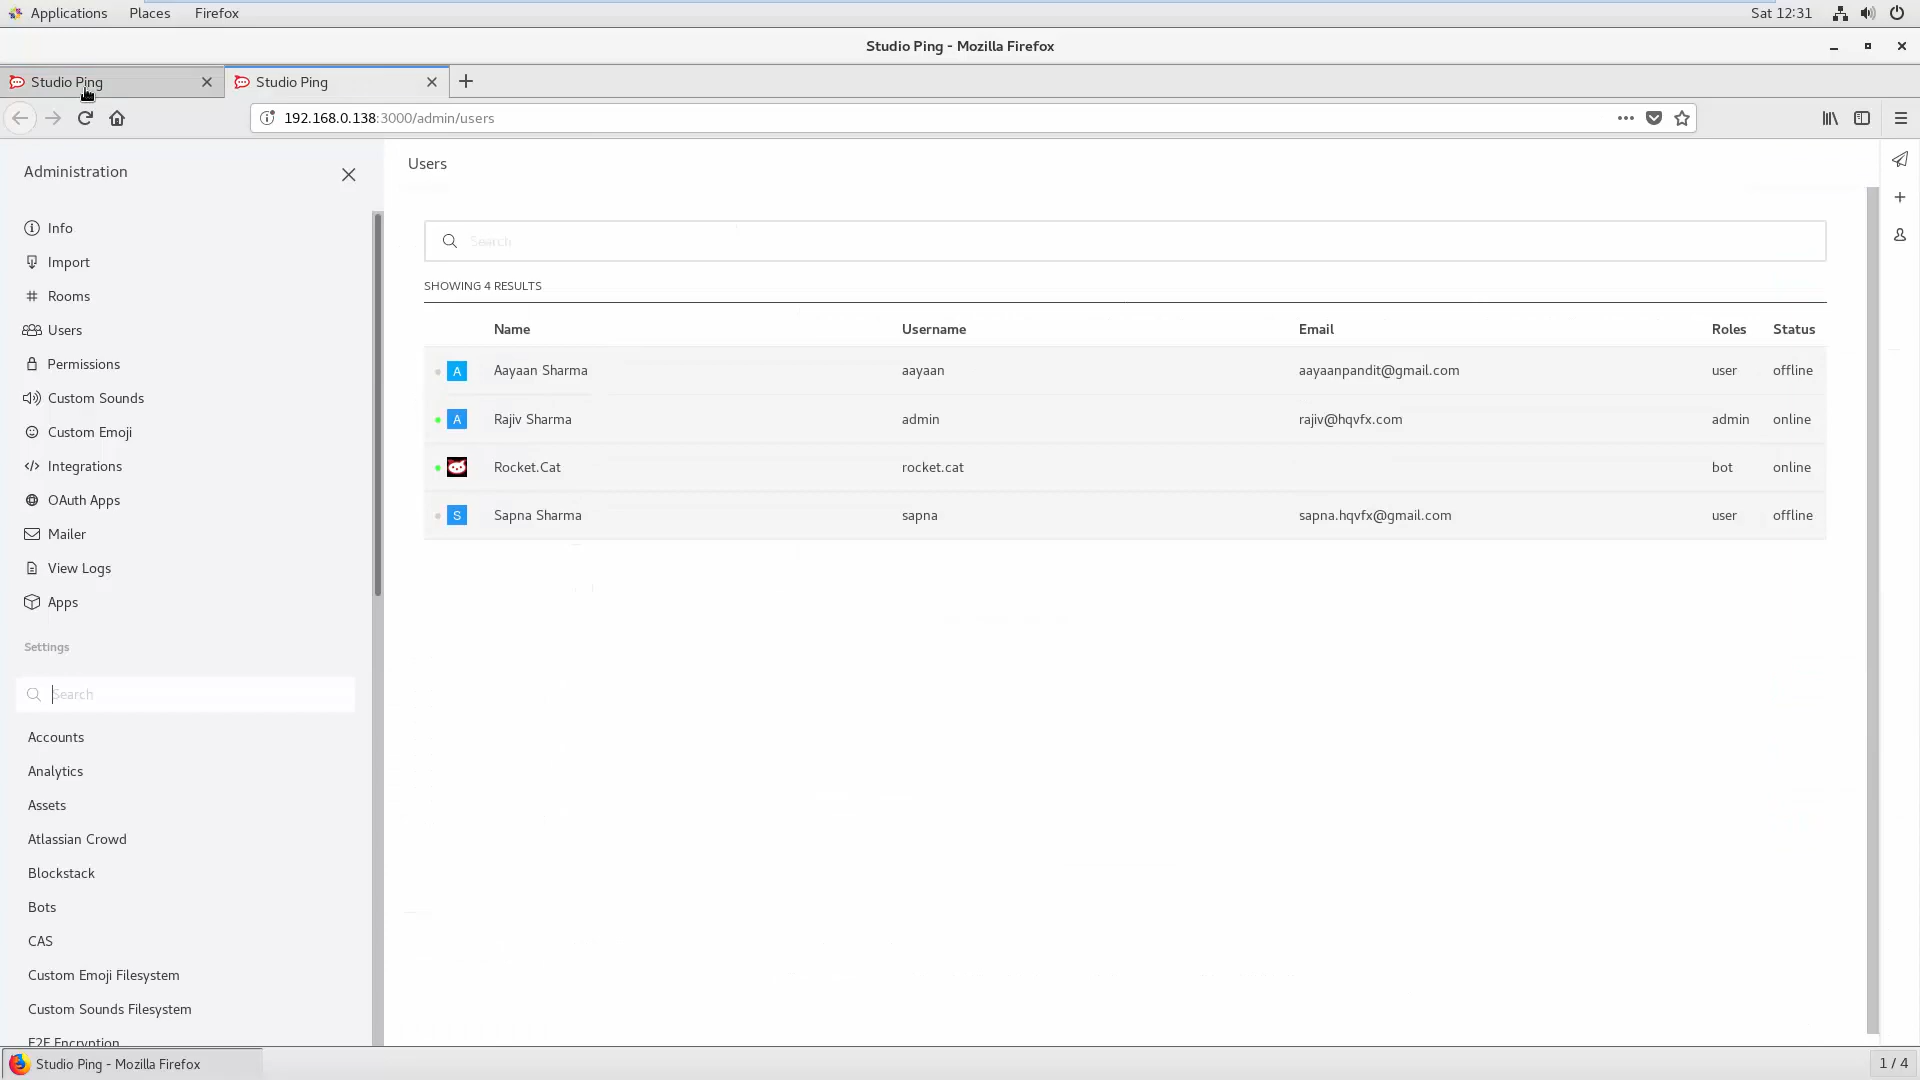 Applications Places Firefox Sat 12:31
Studio Ping - Mozilla Firefox
Studio Ping Studio Ping
192.168.0.138:3000/admin/users
Administration
Users
Info
Import
Rooms
Users
Permissions
Custom Sounds
Custom Emoji
Integrations
OAuth Apps
Mailer
View Logs
Apps
Settings
Search
Accounts
Analytics
Assets
Atlassian Crowd
Blockstack
Bots
CAS
Custom Emoji Filesystem
Custom Sounds Filesystem
E2E Encryption
Search
SHOWING 4 RESULTS
Name Username Email Roles Status
A Aayaan Sharma aayaan aayaanpandit@gmail.com user offline
A Rajiv Sharma admin rajiv@hqvfx.com admin online
Rocket.Cat rocket.cat bot online
S Sapna Sharma sapna sapna.hqvfx@gmail.com user offline
Studio Ping - Mozilla Firefox 1 / 4